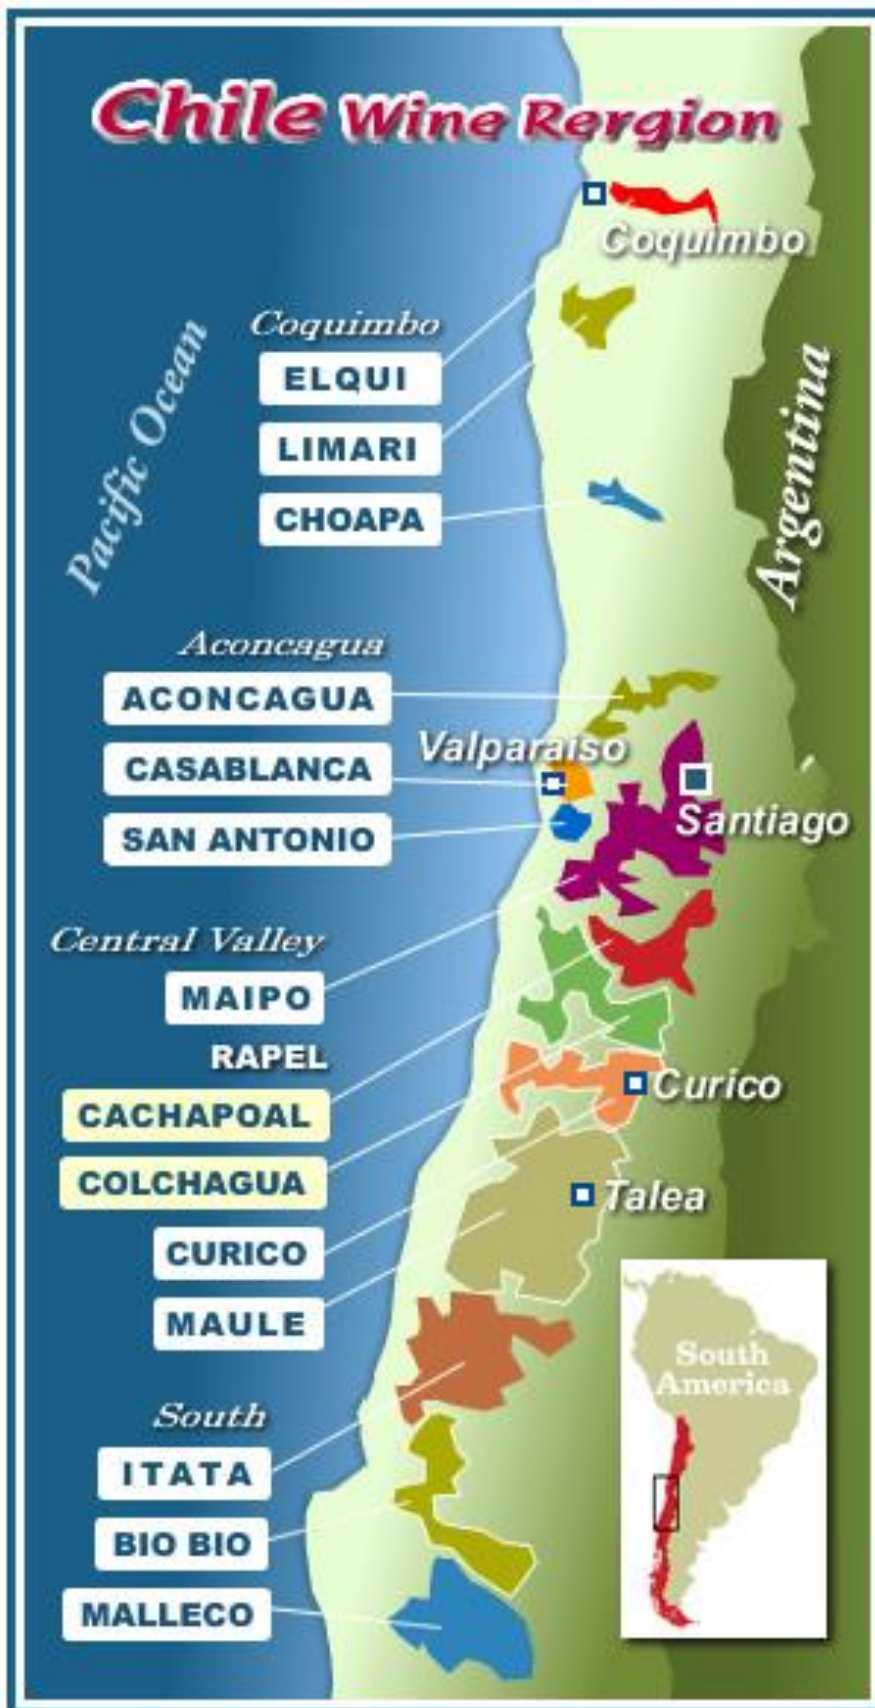 Chile Wine Rergion
Coquimbo
Coquimbo
ELQUI
LIMARI
CHOAPA
Pacific Ocean
Argentina
Aconcagua
ACONCAGUA
Valparaiso
CASABLANCA
SAN ANTONIO
Santiago
Central Valley
MAIPO
RAPEL
CACHAPOAL
Curico
COLCHAGUA
Talea
CURICO
MAULE
South
America
South
ITATA
BIO BIO
MALLECO